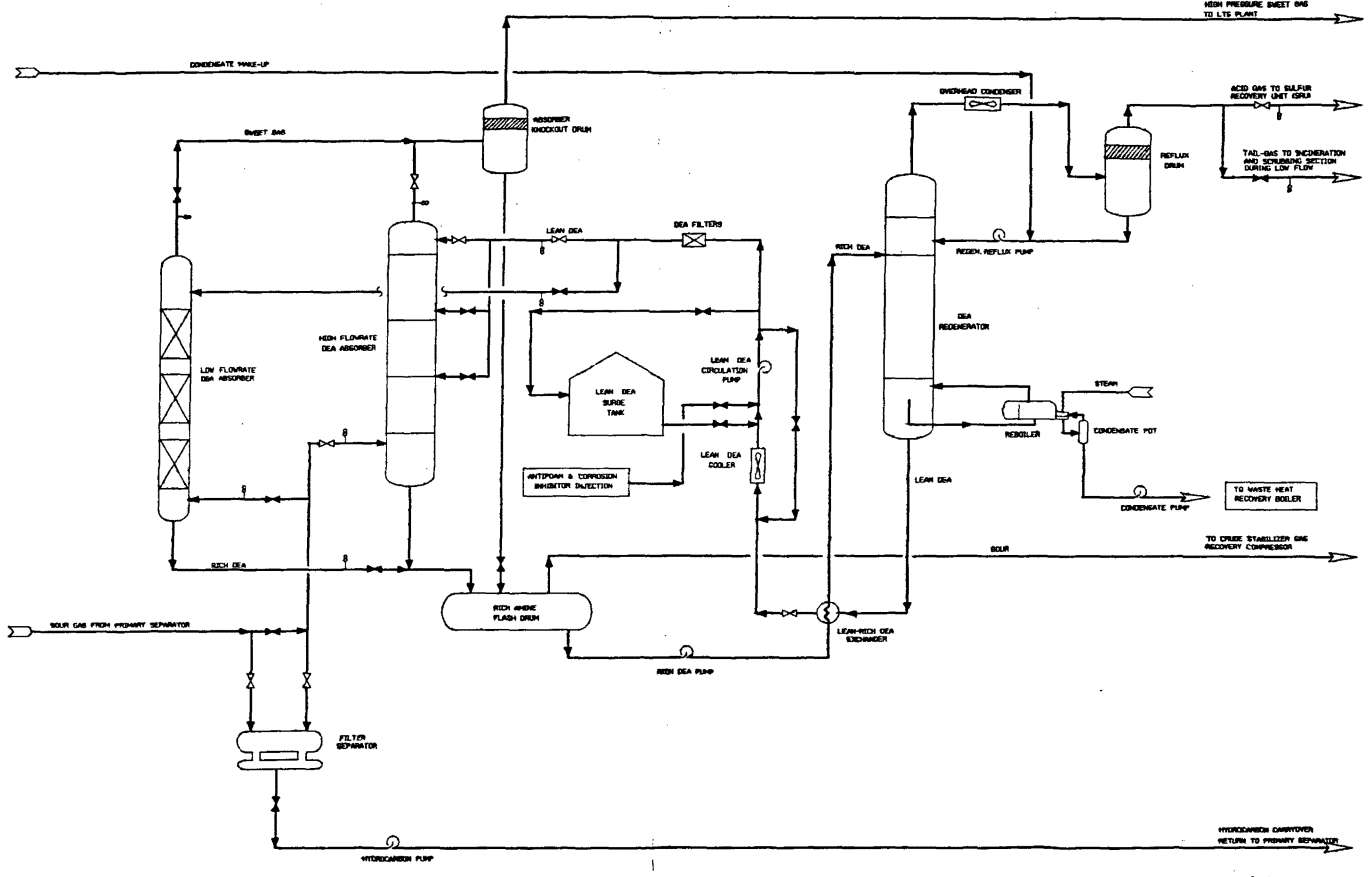 HIGH PRESSURE SWEET GAS
TO LTS PLANT
CONDENSATE MAKE-UP
OVERHEAD CONDENSER
ACID GAS TO SULFUR
RECOVERY UNIT (SRU)
ABSORBER
KNOCKOUT DRUM
SWEET GAS
REFLUX
DRUM
TAIL-GAS TO INCINERATION
AND SCRUBBING SECTION
DURING LOW FLOW
LEAN DEA
DEA FILTERS
RICH DEA
REGEN. REFLUX PUMP
DEA
REGENERATOR
HIGH FLOWRATE
DEA ABSORBER
LOW FLOWRATE
DEA ABSORBER
LEAN DEA
CIRCULATION
PUMP
LEAN DEA
SURGE
TANK
STEAM
REBOILER
CONDENSATE POT
LEAN DEA
COOLER
ANTIFOAM & CORROSION
INHIBITOR INJECTION
LEAN DEA
TO WASTE HEAT
RECOVERY BOILER
CONDENSATE PUMP
TO CRUDE STABILIZER GAS
RECOVERY COMPRESSOR
SOUR
RICH DEA
RICH AMINE
FLASH DRUM
SOUR GAS FROM PRIMARY SEPARATOR
LEAN-RICH DEA
EXCHANGER
RICH DEA PUMP
FILTER
SEPARATOR
HYDROCARBON CARRYOVER
RETURN TO PRIMARY SEPARATOR
HYDROCARBON PUMP